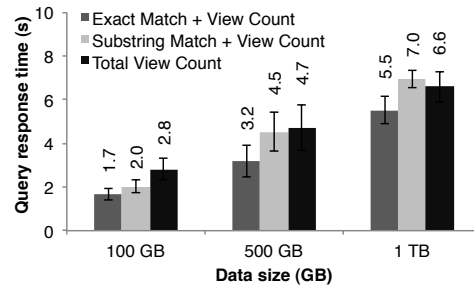 Query response time (s)
10
8
6
4
2
0
Exact Match + View Count
Substring Match + View Count
Total View Count
1.7
2.0
2.8
3.2
4.5
4.7
5.5
7.0
6.6
100 GB
500 GB
1 TB
Data size (GB)